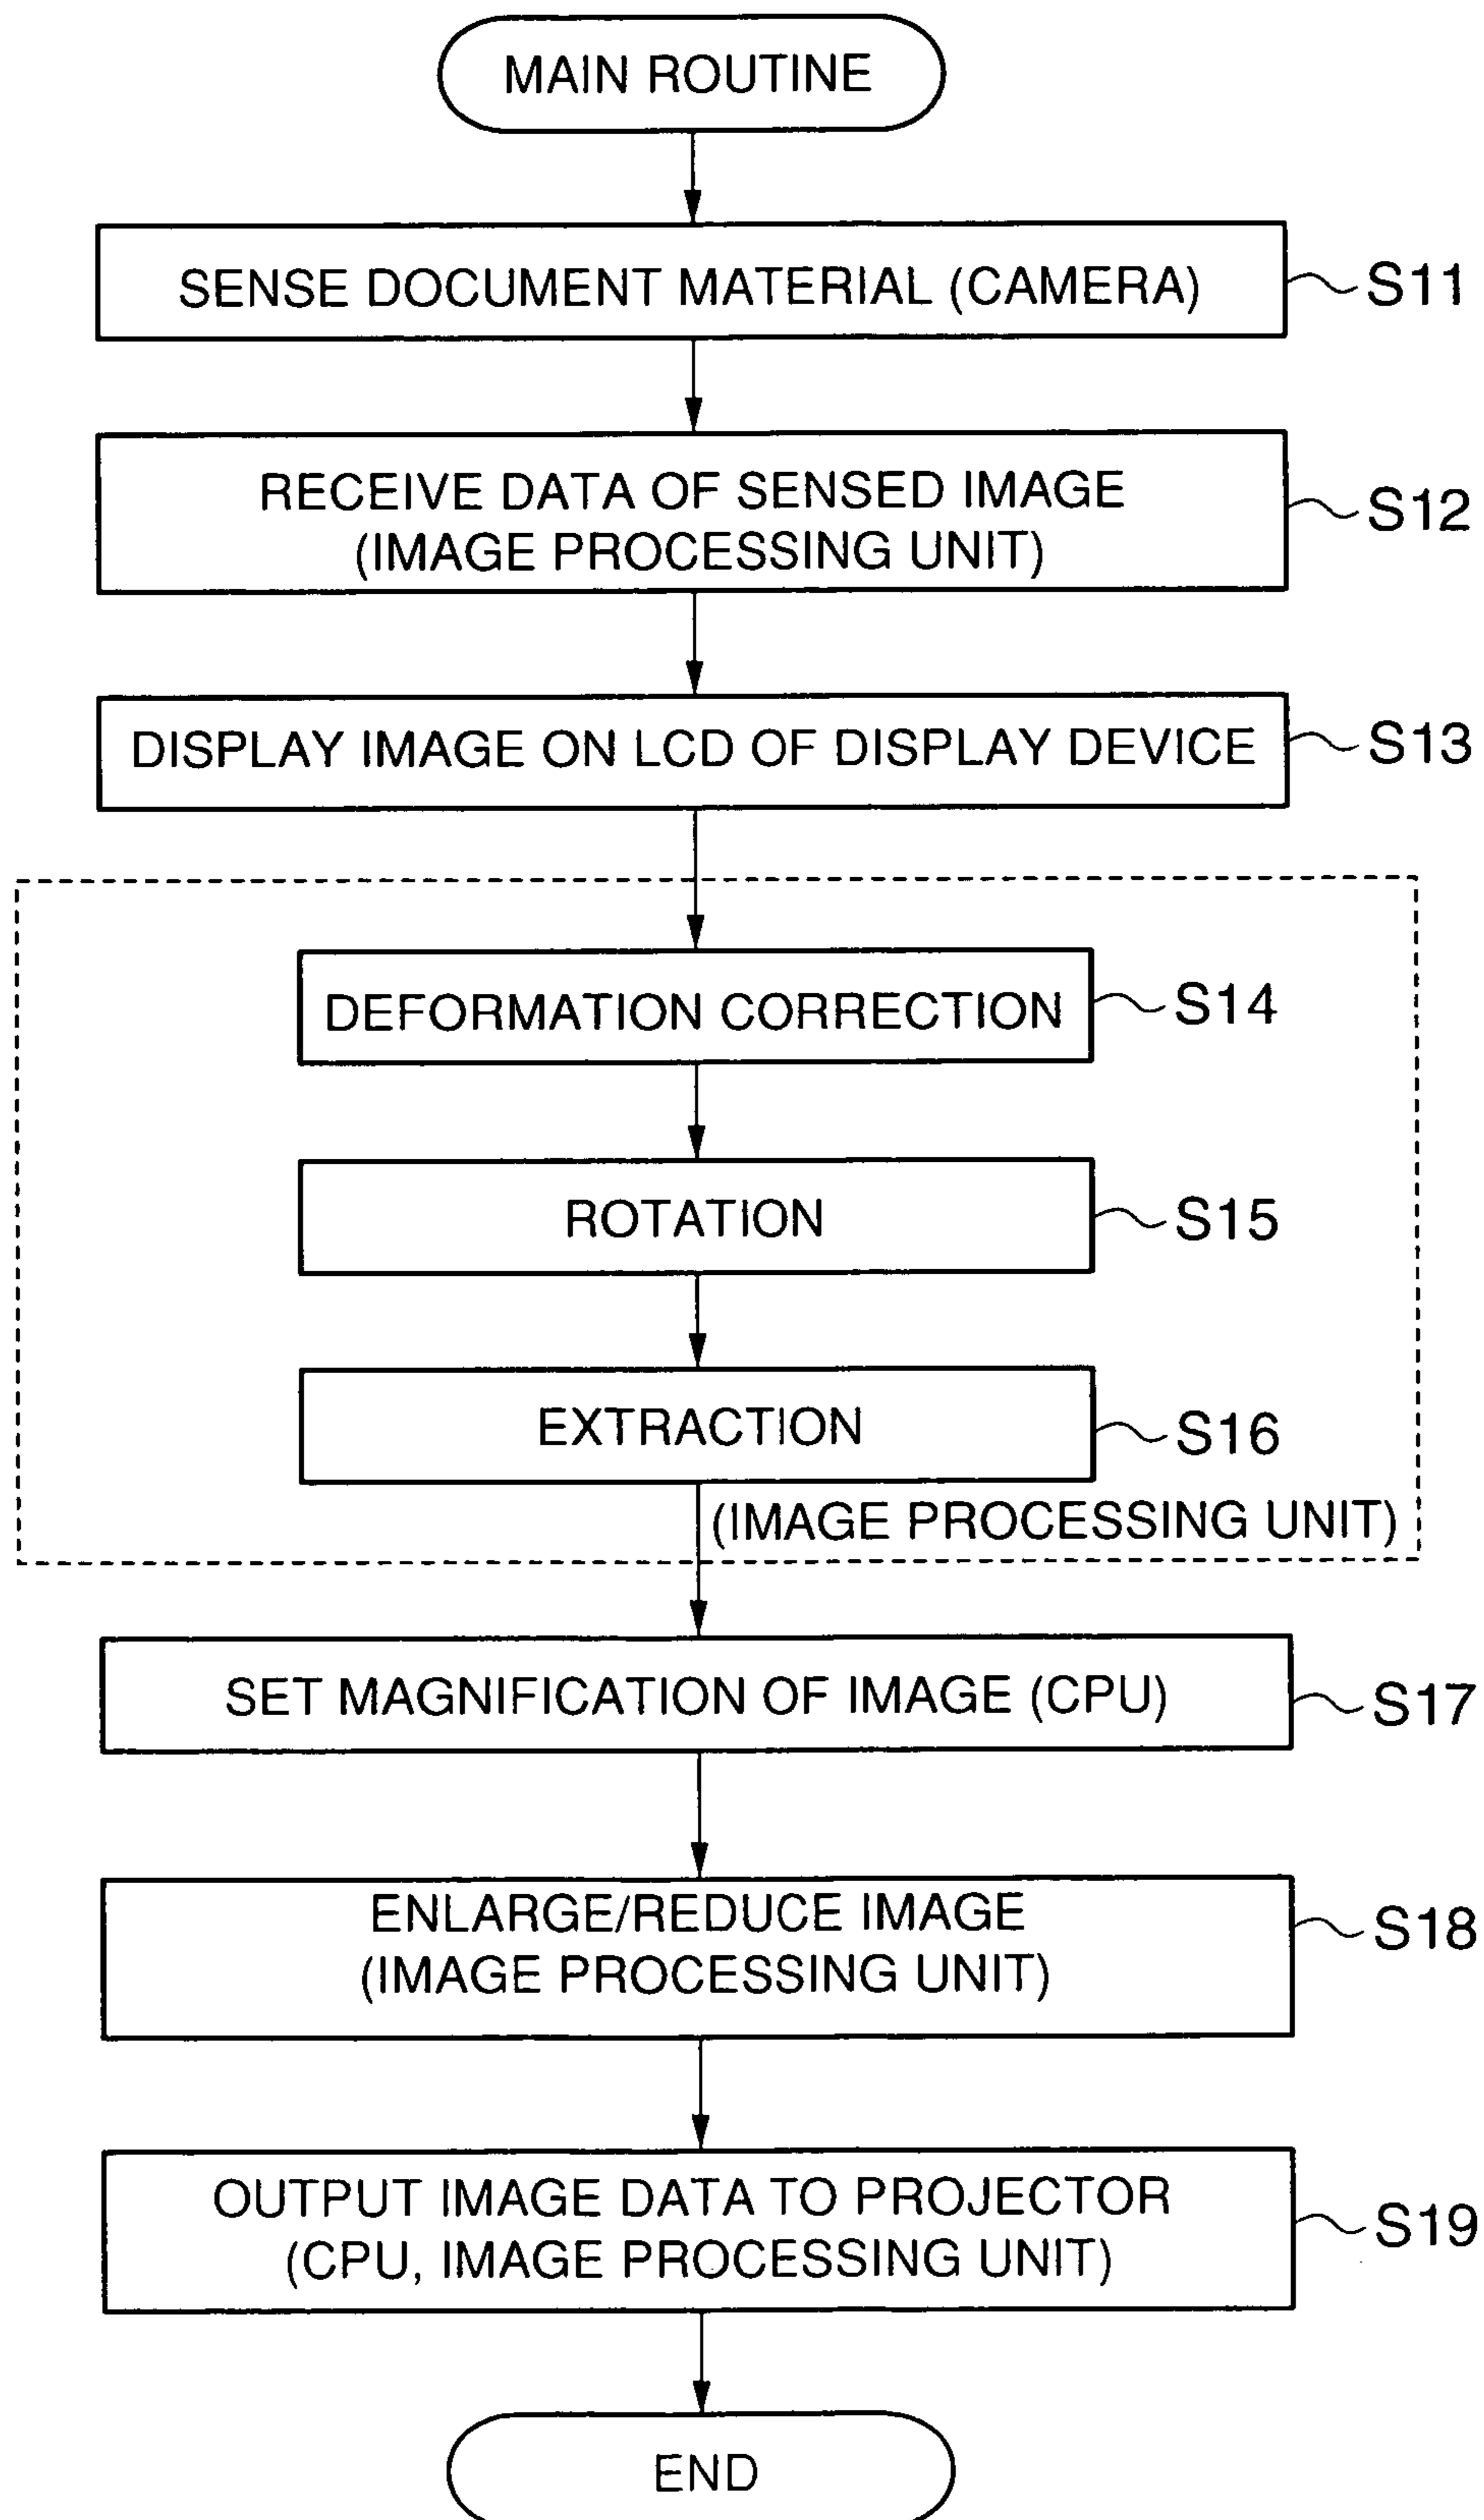 MAIN ROUTINE
SENSE DOCUMENT MATERIAL (CAMERA)
S11
RECEIVE DATA OF SENSED IMAGE
(IMAGE PROCESSING UNIT)
S12
DISPLAY IMAGE ON LCD OF DISPLAY DEVICE
S13
DEFORMATION CORRECTION
S14
ROTATION
S15
EXTRACTION
S16
(IMAGE PROCESSING UNIT)
SET MAGNIFICATION OF IMAGE (CPU)
S17
ENLARGE/REDUCE IMAGE
(IMAGE PROCESSING UNIT)
S18
OUTPUT IMAGE DATA TO PROJECTOR
(CPU, IMAGE PROCESSING UNIT)
S19
END